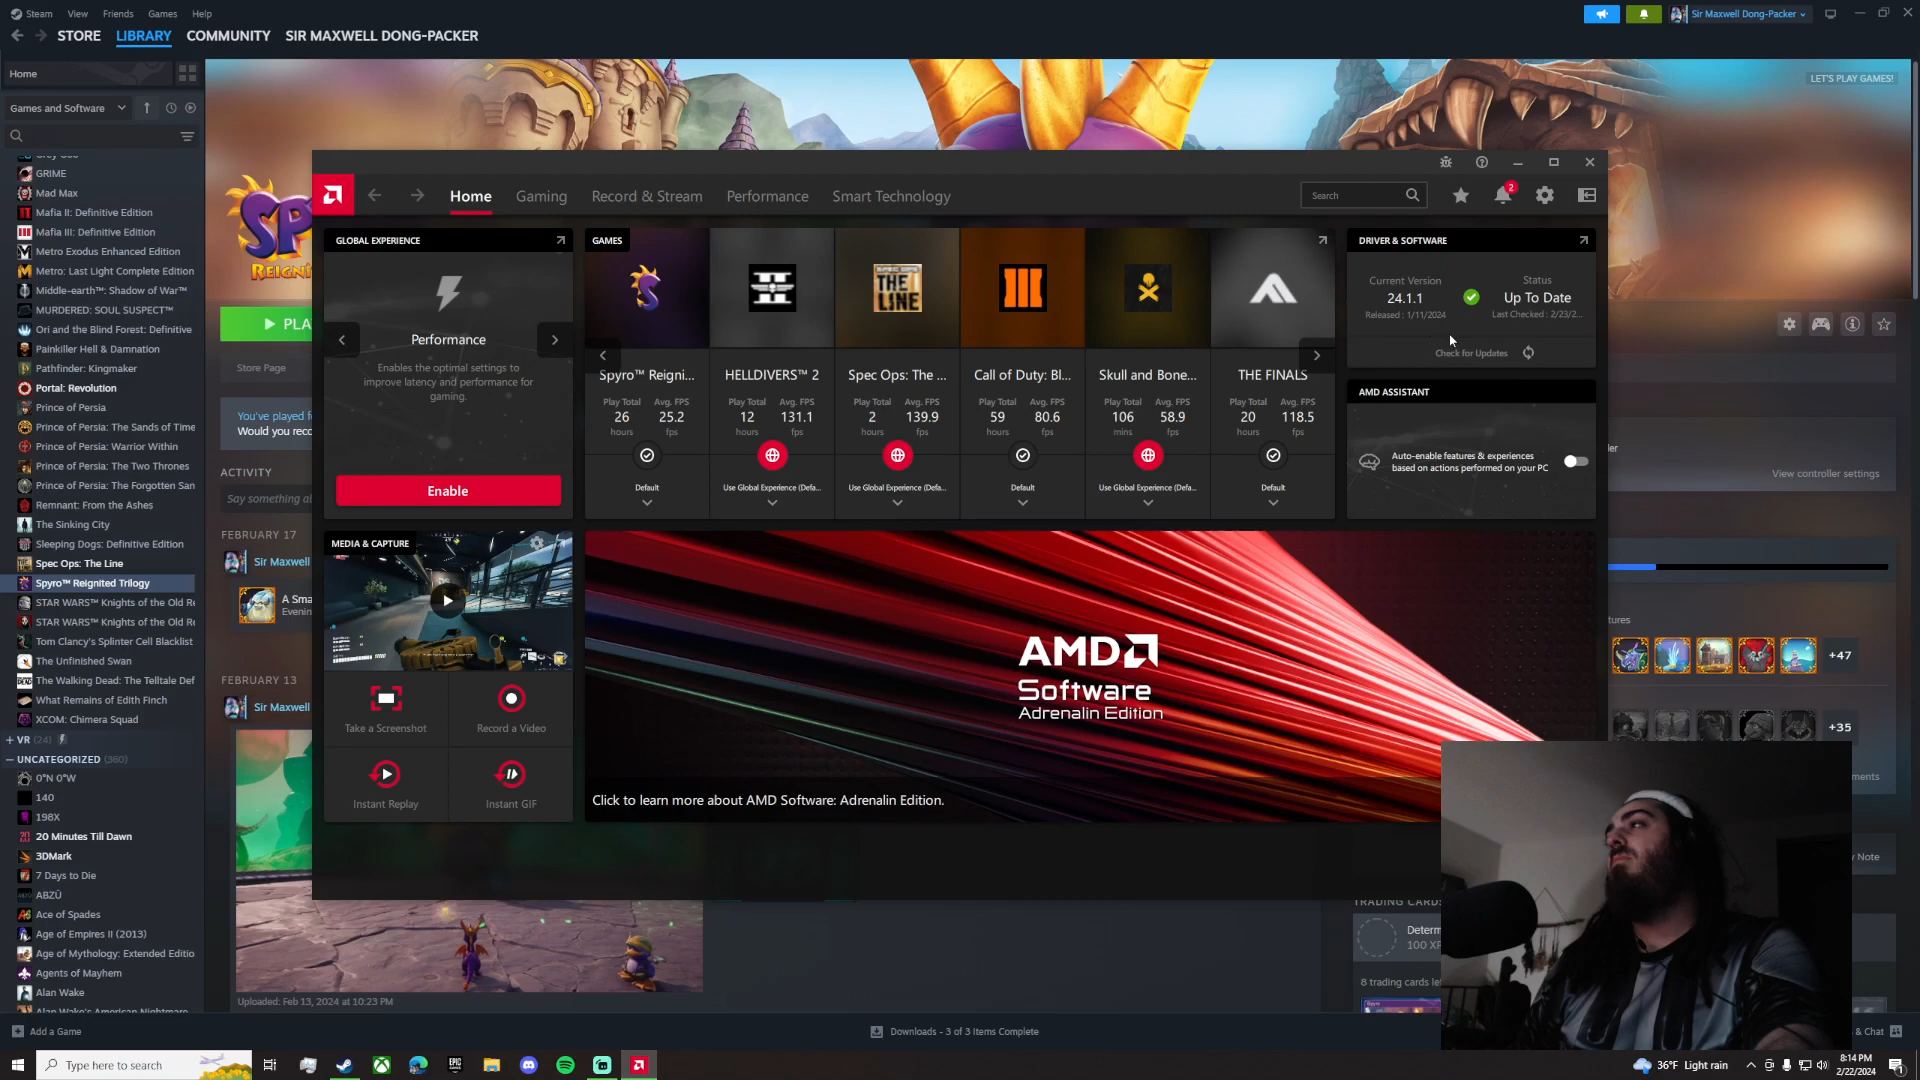 Steam View Friends Games Help
Sir Maxwell Dong-Packer
STORE LIBRARY COMMUNITY SIR MAXWELL DONG-PACKER
Home
LET'S PLAY GAMES!
Games and Software
GRIME
Mad Max
Mafia II: Definitive Edition
Mafia III: Definitive Edition
Metro Exodus Enhanced Edition
Metro: Last Light Complete Edition
Middle-earth™: Shadow of War™
MURDERED: SOUL SUSPECT™
Ori and the Blind Forest: Definitive
Painkiller Hell & Damnation
Pathfinder: Kingmaker
Portal: Revolution
Prince of Persia
Prince of Persia: The Sands of Time
Prince of Persia: Warrior Within
Prince of Persia: The Two Thrones
Prince of Persia: The Forgotten San
Remnant: From the Ashes
The Sinking City
Sleeping Dogs: Definitive Edition
Spec Ops: The Line
Spyro™ Reignited Trilogy
STAR WARS™ Knights of the Old Re
STAR WARS™ Knights of the Old R
Tom Clancy's Splinter Cell Blacklist
The Unfinished Swan
The Walking Dead: The Telltale Def
What Remains of Edith Finch
XCOM: Chimera Squad
+ VR (24)
— UNCATEGORIZED (360)
0°N 0°W
140
198X
20 Minutes Till Dawn
3DMark
7 Days to Die
ABZÛ
Ace of Spades
Age of Empires II (2013)
Age of Mythology: Extended Editio
Agents of Mayhem
Alan Wake
Alan Wake's American Nightmare
Add a Game
SP
REIGNI
PLA
Store Page
You've played f
Would you reco
ACTIVITY
Say something a
FEBRUARY 17
Sir Maxwell
A Sma
Evenin
FEBRUARY 13
Sir Maxwell
Uploaded: Feb 13, 2024 at 10:23 PM
Home Gaming Record & Stream Performance Smart Technology
Search
2
GLOBAL EXPERIENCE
Performance
Enables the optimal settings to
improve latency and performance for
gaming.
Enable
GAMES
SPEC OPS
THE
LINE
Spyro™ Reigni... HELLDIVERS™ 2 Spec Ops: The ... Call of Duty: Bl... Skull and Bone... THE FINALS
Play Total Avg. FPS Play Total Avg. FPS Play Total Avg. FPS Play Total Avg. FPS Play Total Avg. FPS Play Total Avg. FPS
26 25.2 12 131.1 2 139.9 59 80.6 106 58.9 20 118.5
hours fps hours fps hours fps hours fps mins fps hours fps
Default Use Global Experience (Defa... Use Global Experience (Defa... Default Use Global Experience (Defa... Default
DRIVER & SOFTWARE
Current Version Status
24.1.1 Up To Date
Released : 1/11/2024 Last Checked : 2/23/2...
Check for Updates
AMD ASSISTANT
Auto-enable features & experiences
based on actions performed on your PC
MEDIA & CAPTURE
Take a Screenshot Record a Video
Instant Replay Instant GIF
AMD
Software
Adrenalin Edition
Click to learn more about AMD Software: Adrenalin Edition.
ler
View controller settings
tures
+47
+35
ments
y Note
TRADING CARDS
Determ
100 XP
8 trading cards le
Downloads - 3 of 3 Items Complete
& Chat
Type here to search
EPIC
GAMES
36°F Light rain
8:14 PM
2/22/2024
1